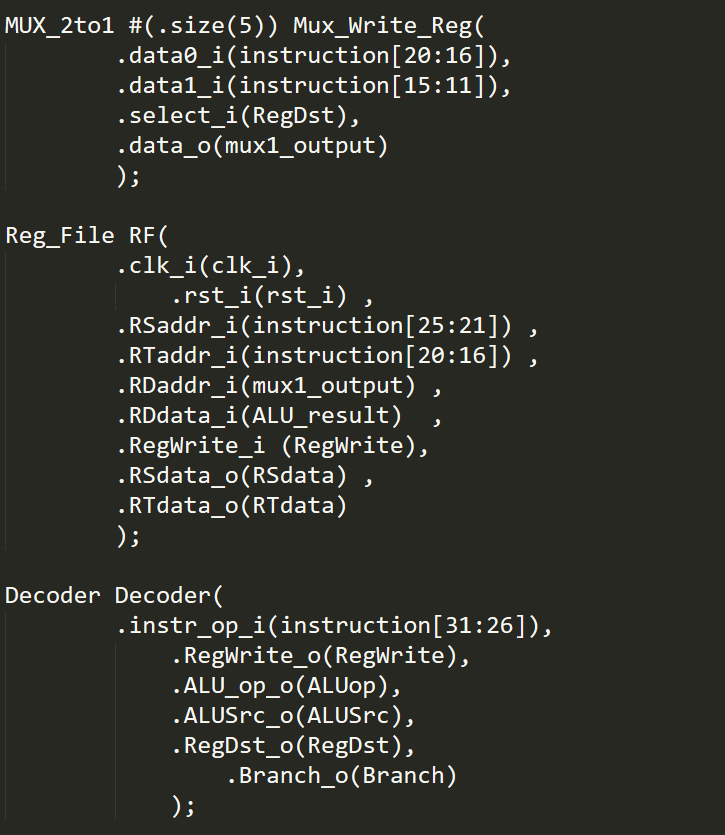 MUX_2to1 #(.size(5)) Mux_Write_Reg(
        .data0_i(instruction[20:16]),
        .data1_i(instruction[15:11]),
        .select_i(RegDst),
        .data_o(mux1_output)
        );

Reg_File RF(
        .clk_i(clk_i),
            .rst_i(rst_i) ,
        .RSaddr_i(instruction[25:21]) ,
        .RTaddr_i(instruction[20:16]) ,
        .RDaddr_i(mux1_output) ,
        .RDdata_i(ALU_result)  ,
        .RegWrite_i (RegWrite),
        .RSdata_o(RSdata) ,
        .RTdata_o(RTdata)
        );

Decoder Decoder(
        .instr_op_i(instruction[31:26]),
            .RegWrite_o(RegWrite),
            .ALU_op_o(ALUop),
            .ALUSrc_o(ALUSrc),
            .RegDst_o(RegDst),
                .Branch_o(Branch)
            );